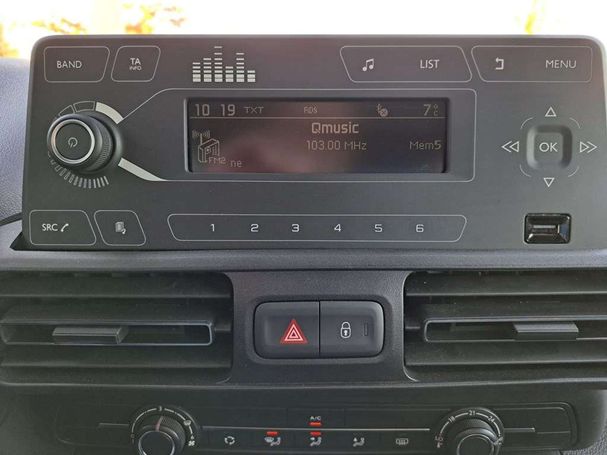 BAND
TA
INFO
LIST
MENU
10 19 TXT RDS 7°C
Qmusic
103.00 MHz Mem5
FM2 ne
OK
SRC
1 2 3 4 5 6
A/C